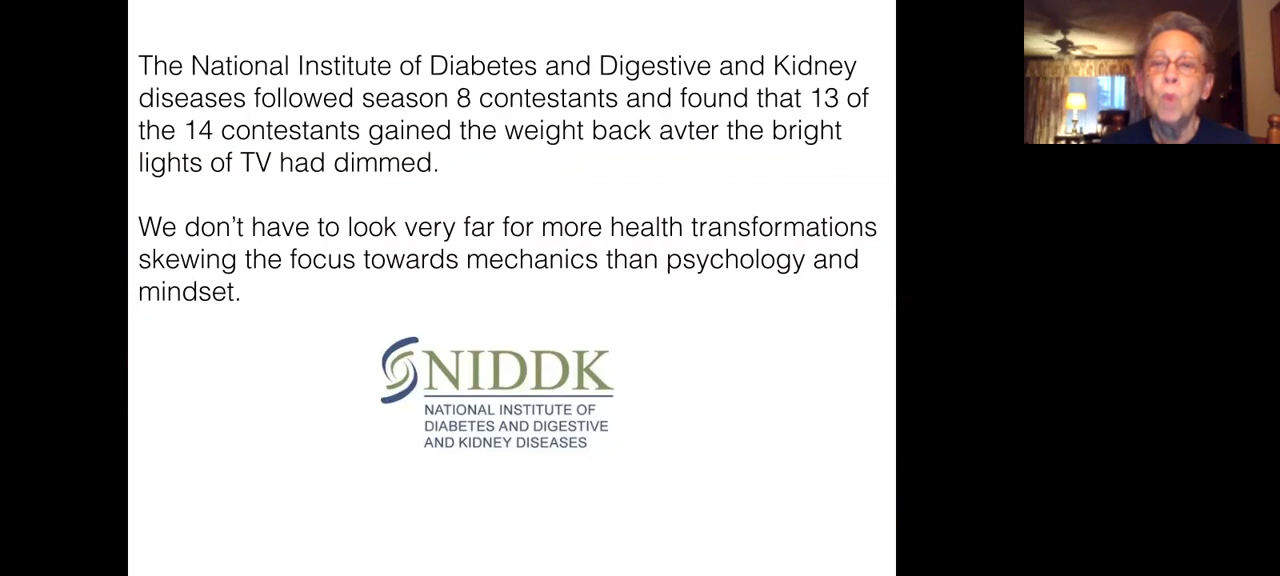 The National Institute of Diabetes and Digestive and Kidney
diseases followed season 8 contestants and found that 13 of
the 14 contestants gained the weight back avter the bright
lights of TV had dimmed.
We don’t have to look very far for more health transformations
skewing the focus towards mechanics than psychology and
mindset.
NIDDK
NATIONAL INSTITUTE OF
DIABETES AND DIGESTIVE
AND KIDNEY DISEASES